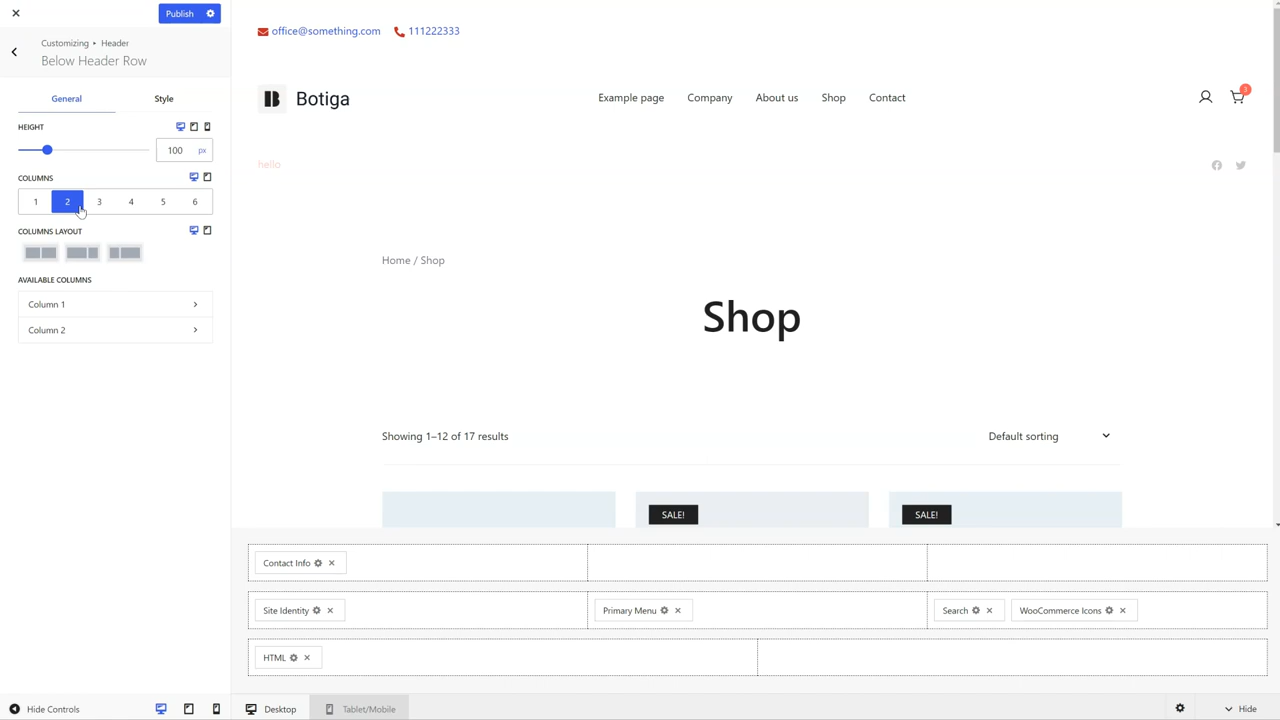 Publish
Customizing ▸ Header
Below Header Row
General Style
HEIGHT
100 px
COLUMNS
1 2 3 4 5 6
COLUMNS LAYOUT
AVAILABLE COLUMNS
Column 1
Column 2
Hide Controls
office@something.com 111222333
Botiga
Example page Company About us Shop Contact
3
hello
Home / Shop
Shop
Showing 1–12 of 17 results Default sorting
SALE! SALE!
Contact Info
Site Identity Primary Menu Search WooCommerce Icons
HTML
Desktop Tablet/Mobile Hide